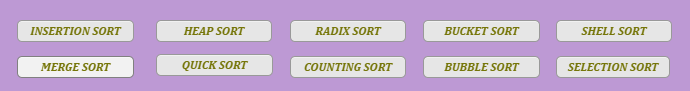 INSERTION SORT HEAP SORT RADIX SORT BUCKET SORT SHELL SORT
MERGE SORT QUICK SORT COUNTING SORT BUBBLE SORT SELECTION SORT